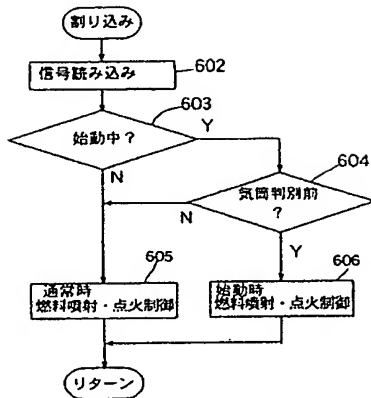 割り込み
信号読み込み
602
603
始動中？
Y
604
N
気筒判別前
？
N
Y
605
通常時
燃料噴射・点火制御
606
始動時
燃料噴射・点火制御
リターン